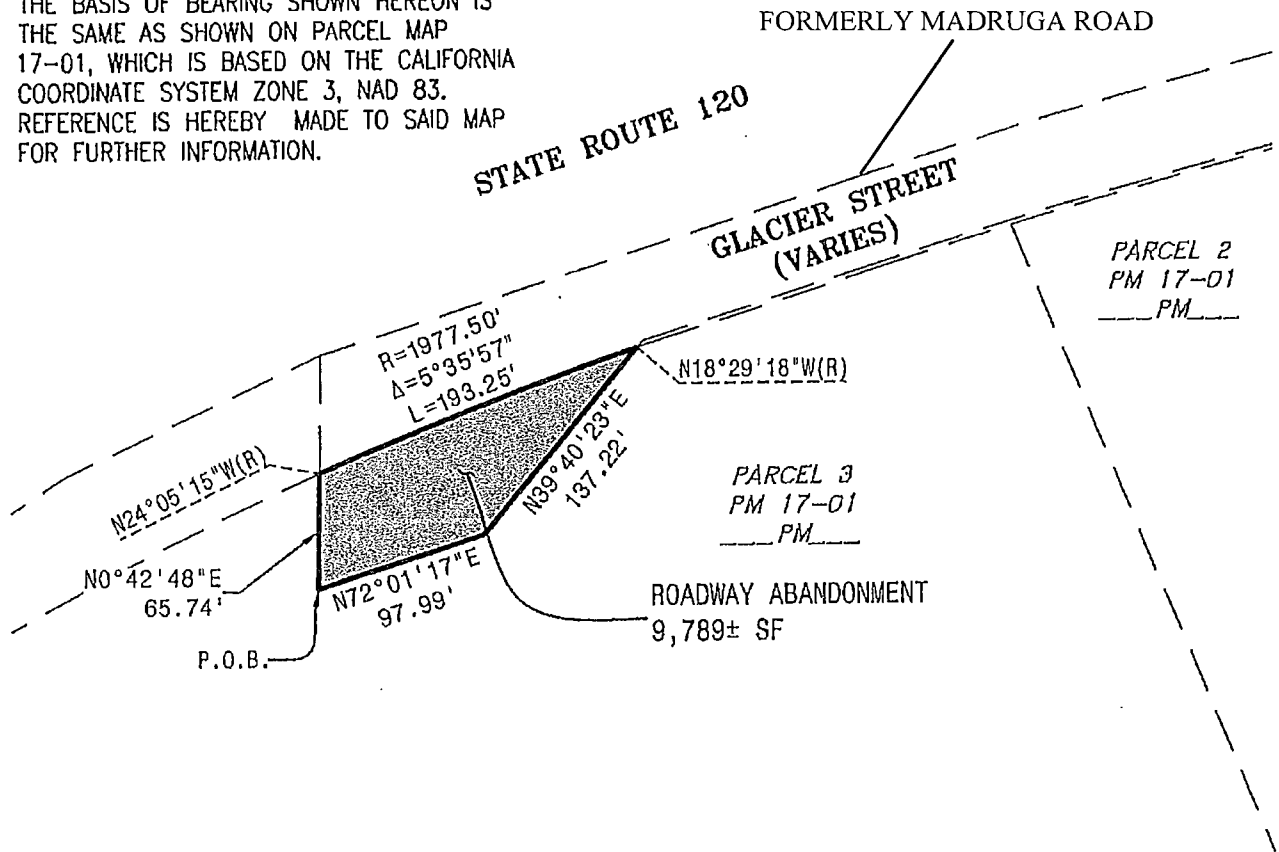 THE BASIS OF BEARING SHOWN HEREON IS
THE SAME AS SHOWN ON PARCEL MAP
17-01, WHICH IS BASED ON THE CALIFORNIA
COORDINATE SYSTEM ZONE 3, NAD 83.
REFERENCE IS HEREBY MADE TO SAID MAP
FOR FURTHER INFORMATION.
FORMERLY MADRUGA ROAD
STATE ROUTE 120
GLACIER STREET
(VARIES)
PARCEL 2
PM 17-01
___PM___
R=1977.50'
Δ=5°35'57"
L=193.25'
N18°29'18"W(R)
N24°05'15"W(R)
N39°40'23"E
137.22'
PARCEL 3
PM 17-01
___PM___
N0°42'48"E
65.74'
N72°01'17"E
97.99'
ROADWAY ABANDONMENT
9,789± SF
P.O.B.